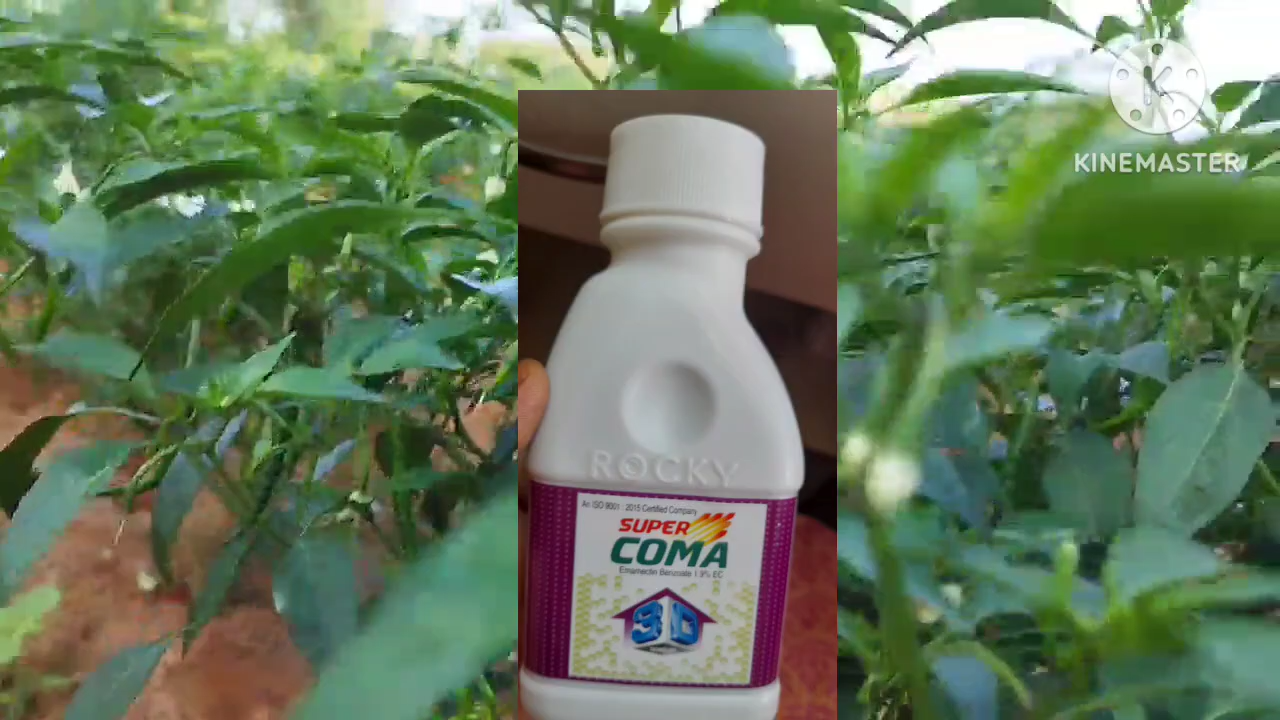 KINEMASTER
ROCKY
An ISO 9001 : 2015 Certified Company
SUPER
COMA
Emamectin Benzoate 1.9% EC
3D